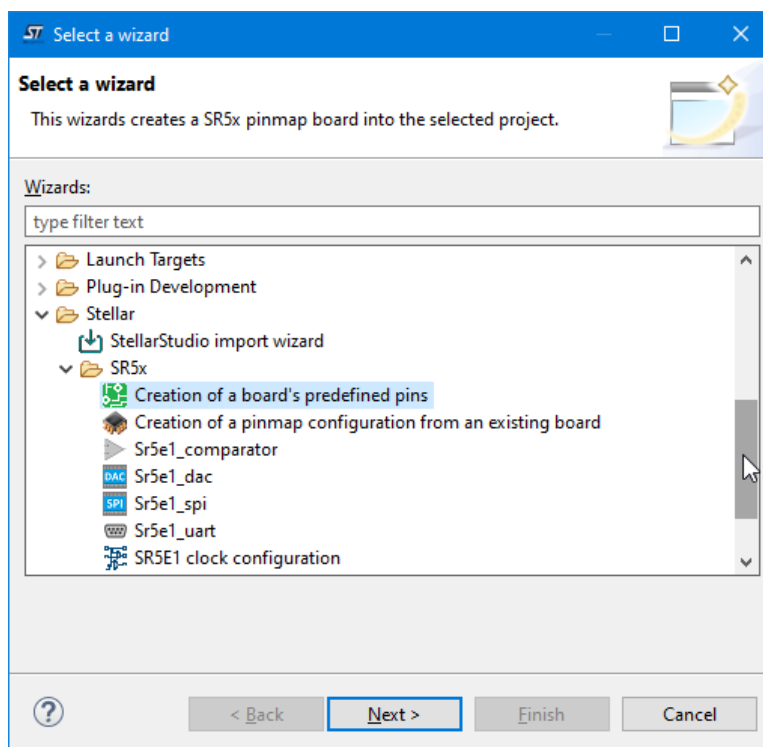 ST Select a wizard
Select a wizard
This wizards creates a SR5x pinmap board into the selected project.
Wizards:
type filter text
Launch Targets
Plug-in Development
Stellar
StellarStudio import wizard
SR5x
Creation of a board's predefined pins
Creation of a pinmap configuration from an existing board
Sr5e1_comparator
DAC Sr5e1_dac
SPI Sr5e1_spi
Sr5e1_uart
SR5E1 clock configuration
? < Back Next > Finish Cancel